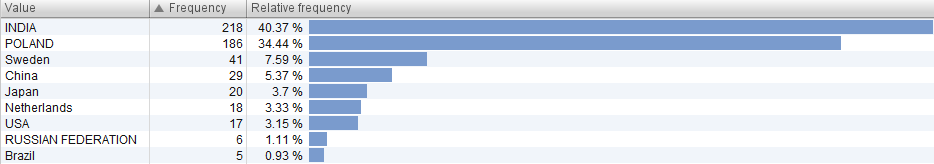 Value ▲ Frequency Relative frequency
INDIA 218 40.37 %
POLAND 186 34.44 %
Sweden 41 7.59 %
China 29 5.37 %
Japan 20 3.7 %
Netherlands 18 3.33 %
USA 17 3.15 %
RUSSIAN FEDERATION 6 1.11 %
Brazil 5 0.93 %